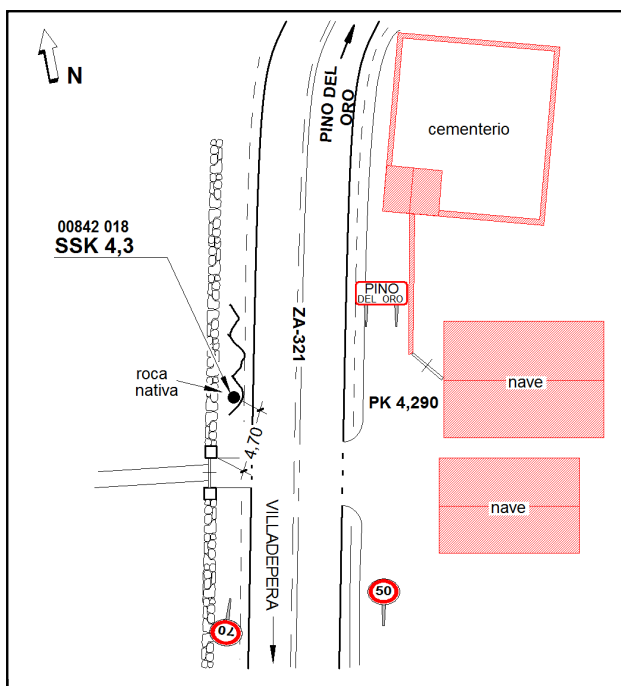 N
PINO DEL
ORO
cementerio
00842 018
SSK 4,3
PINO
DEL ORO
ZA-321
roca
nativa
nave
PK 4,290
4,70
nave
VILLADEPERA
50
70